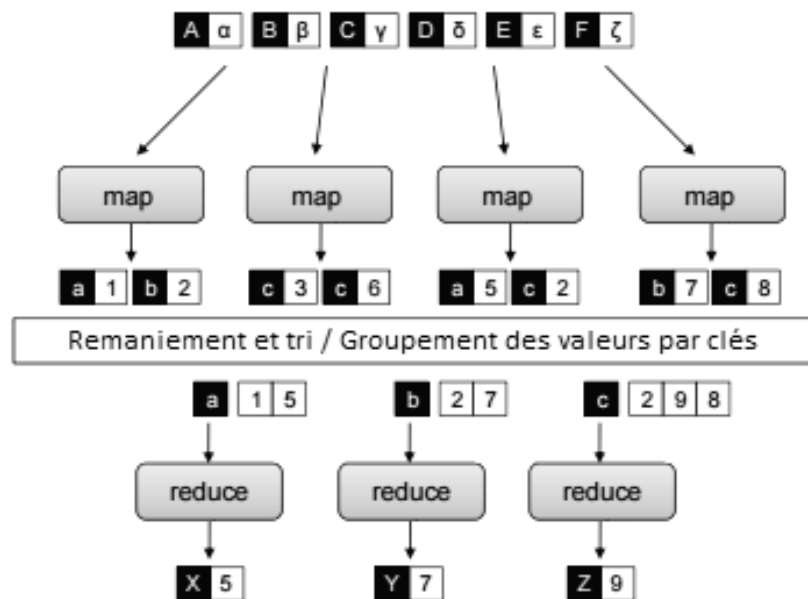 A α B β C γ D δ E ε F ζ
map map map map
a 1 b 2 c 3 c 6 a 5 c 2 b 7 c 8
Remaniement et tri / Groupement des valeurs par clés
a 1 5 b 2 7 c 2 9 8
reduce reduce reduce
X 5 Y 7 Z 9